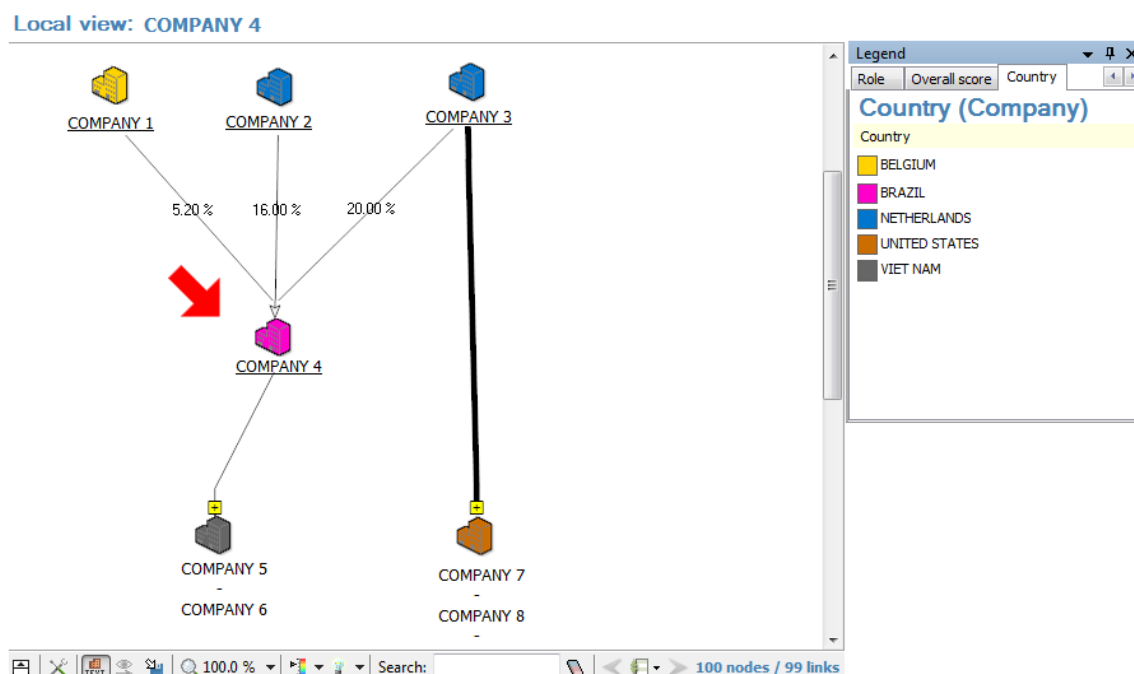 Local view: COMPANY 4
Legend
Role Overall score Country
Country (Company)
Country
BELGIUM
BRAZIL
NETHERLANDS
UNITED STATES
VIET NAM
COMPANY 1
COMPANY 2
COMPANY 3
5.20 %
16.00 %
20.00 %
COMPANY 4
COMPANY 5
-
COMPANY 6
COMPANY 7
-
COMPANY 8
-
TEXT
100.0 %
Search:
100 nodes / 99 links